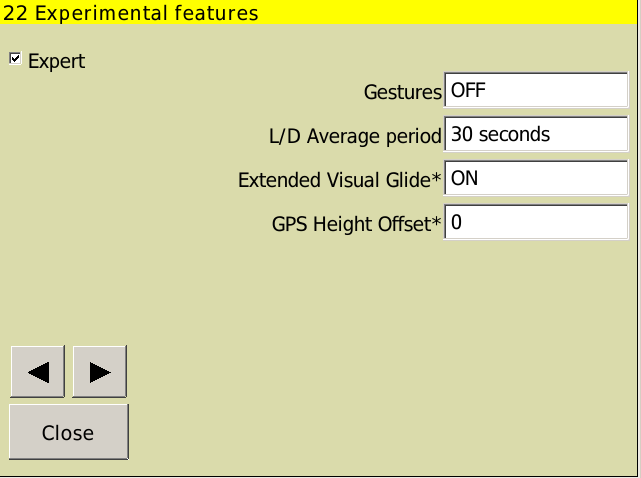 22 Experimental features
Expert
Gestures OFF
L/D Average period 30 seconds
Extended Visual Glide* ON
GPS Height Offset* 0
Close